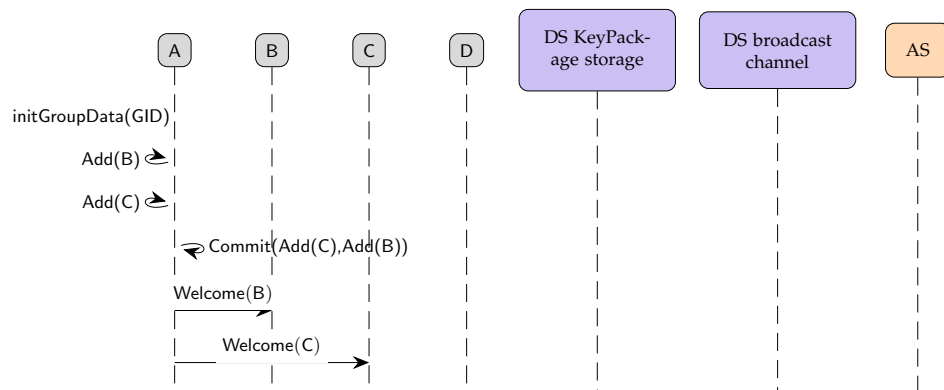 A
B
C
D
DS KeyPack-
age storage
DS broadcast
channel
AS
initGroupData(GID)
Add(B)
Add(C)
Commit(Add(C),Add(B))
Welcome(B)
Welcome(C)